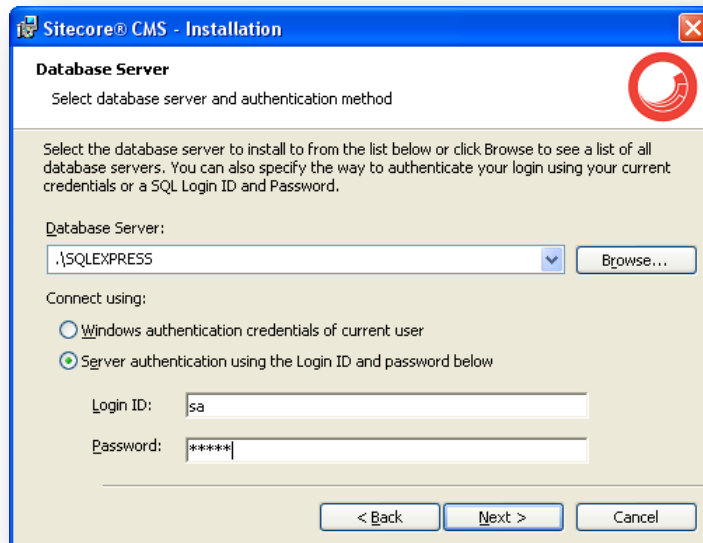 Sitecore® CMS - Installation
Database Server
Select database server and authentication method
Select the database server to install to from the list below or click Browse to see a list of all
database servers. You can also specify the way to authenticate your login using your current
credentials or a SQL Login ID and Password.
Database Server:
.\SQLEXPRESS
Browse...
Connect using:
Windows authentication credentials of current user
Server authentication using the Login ID and password below
Login ID:
sa
Password:
*****
< Back
Next >
Cancel